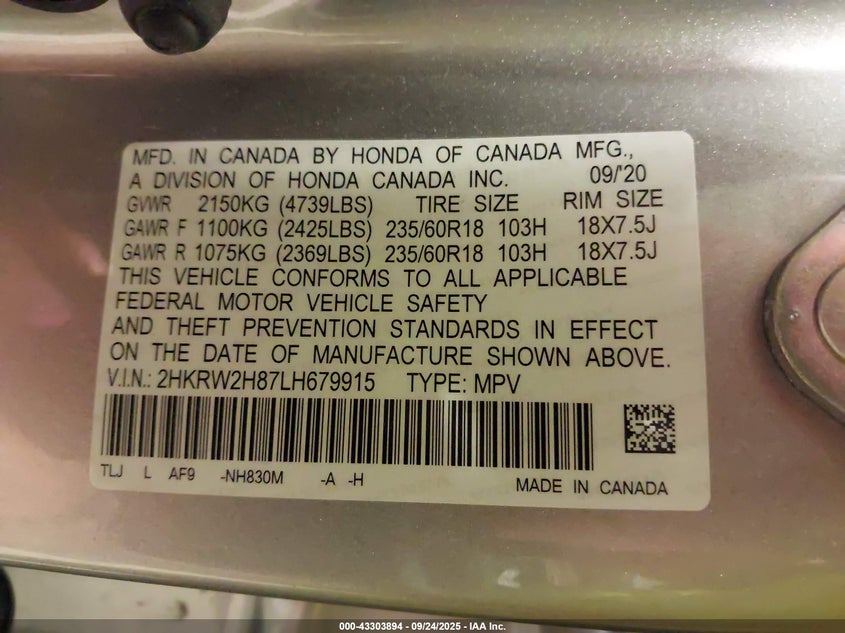 MFD. IN CANADA BY HONDA OF CANADA MFG.,
A DIVISION OF HONDA CANADA INC. 09/'20
GVWR 2150KG (4739LBS) TIRE SIZE RIM SIZE
GAWR F 1100KG (2425LBS) 235/60R18 103H 18X7.5J
GAWR R 1075KG (2369LBS) 235/60R18 103H 18X7.5J
THIS VEHICLE CONFORMS TO ALL APPLICABLE
FEDERAL MOTOR VEHICLE SAFETY
AND THEFT PREVENTION STANDARDS IN EFFECT
ON THE DATE OF MANUFACTURE SHOWN ABOVE.
V.I.N.: 2HKRW2H87LH679915 TYPE: MPV
TLJ L AF9 -NH830M -A -H
MADE IN CANADA
000-43303894 - 09/24/2025 - IAA Inc.